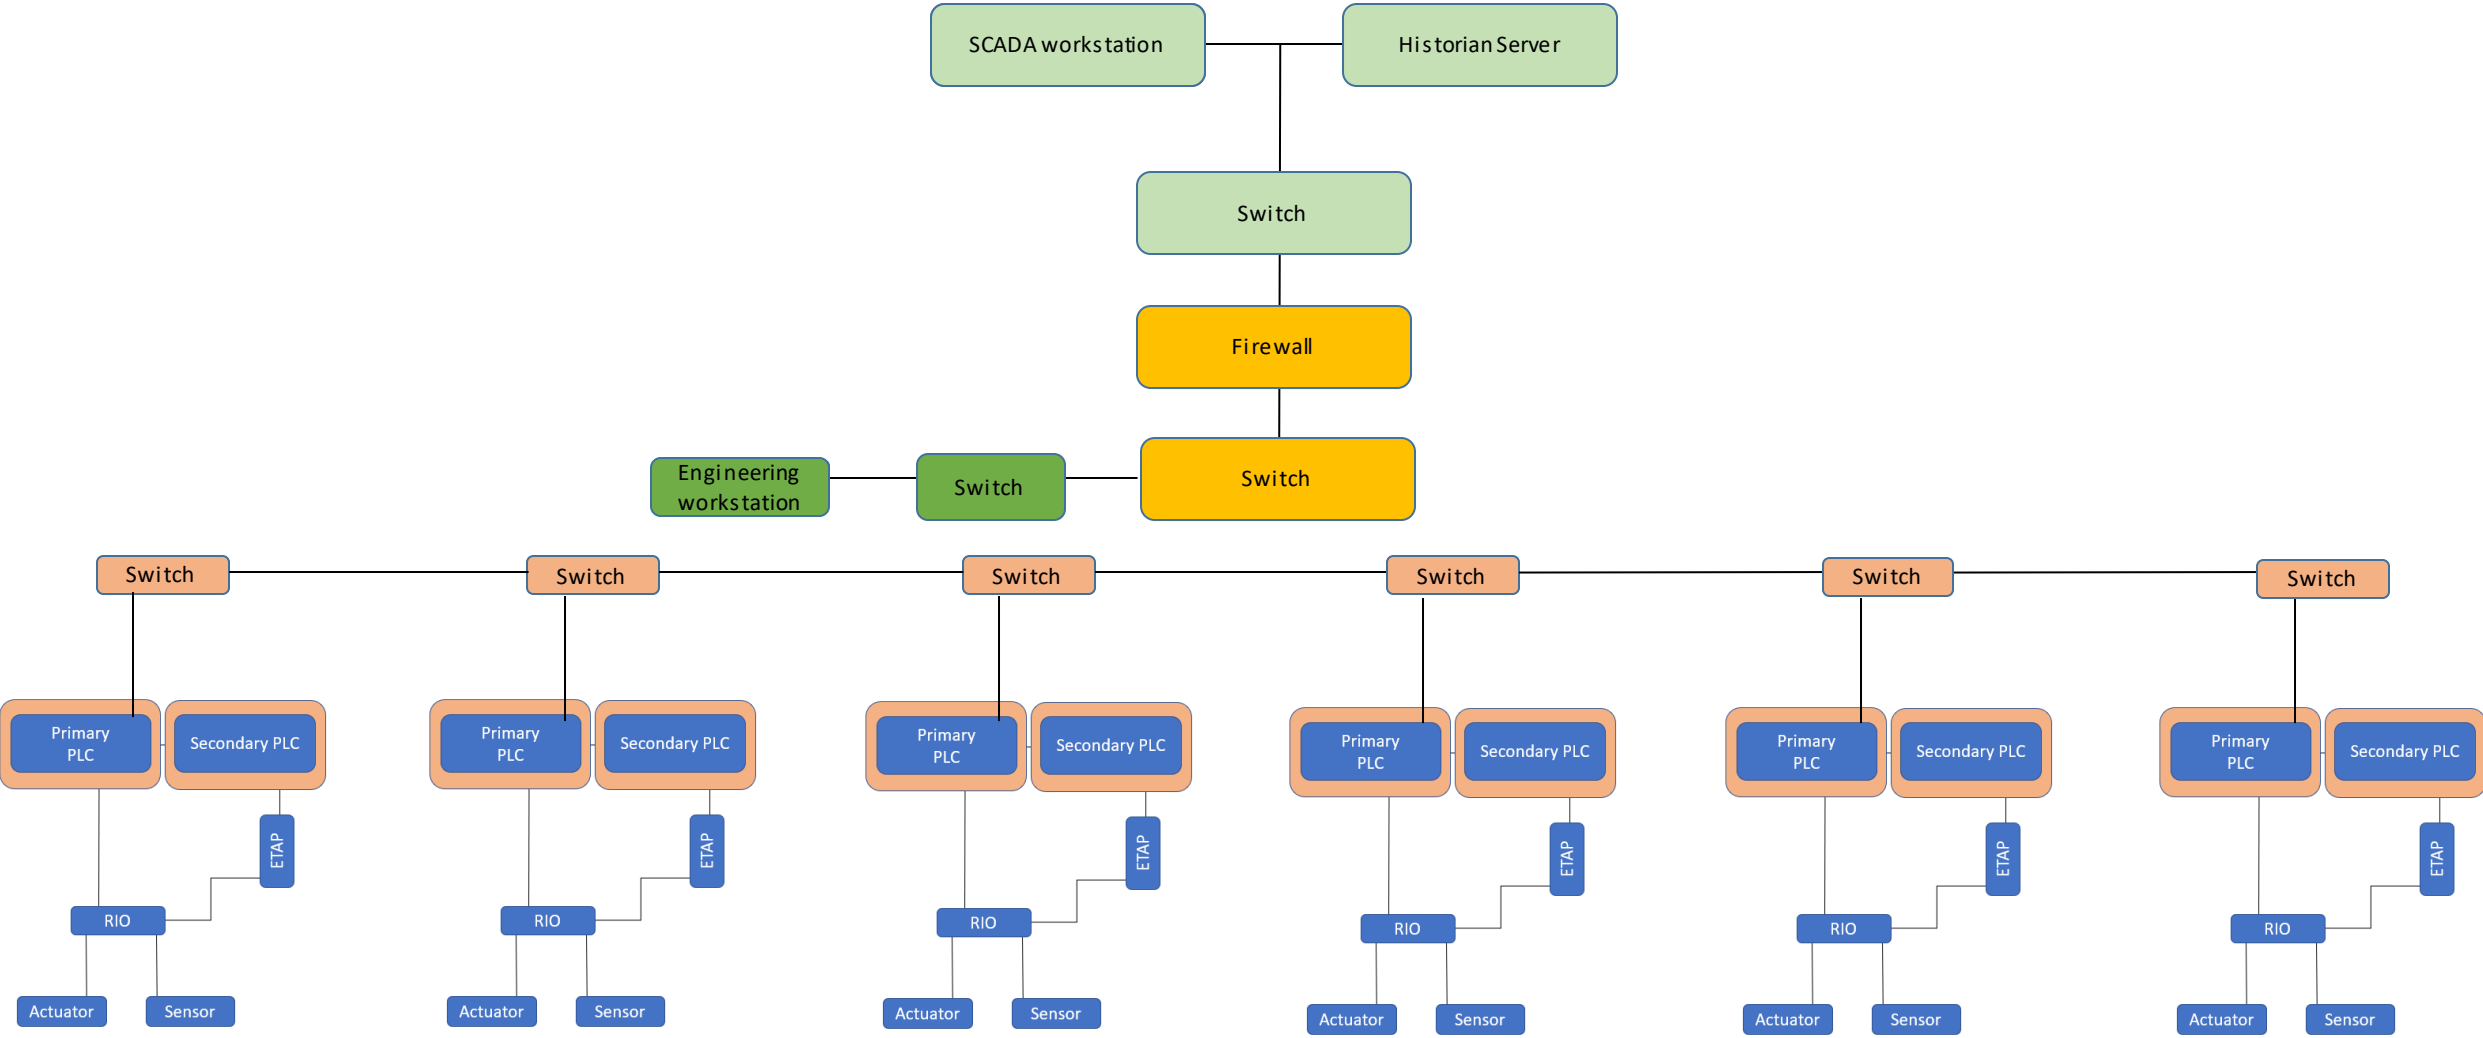 SCADA workstation
Historian Server
Switch
Firewall
Engineering
workstation
Switch
Switch
Switch
Switch
Switch
Switch
Switch
Switch
Primary
PLC
Secondary PLC
Primary
PLC
Secondary PLC
Primary
PLC
Secondary PLC
Primary
PLC
Secondary PLC
Primary
PLC
Secondary PLC
Primary
PLC
Secondary PLC
ETAP
ETAP
ETAP
ETAP
ETAP
ETAP
RIO
RIO
RIO
RIO
RIO
RIO
Actuator
Sensor
Actuator
Sensor
Actuator
Sensor
Actuator
Sensor
Actuator
Sensor
Actuator
Sensor